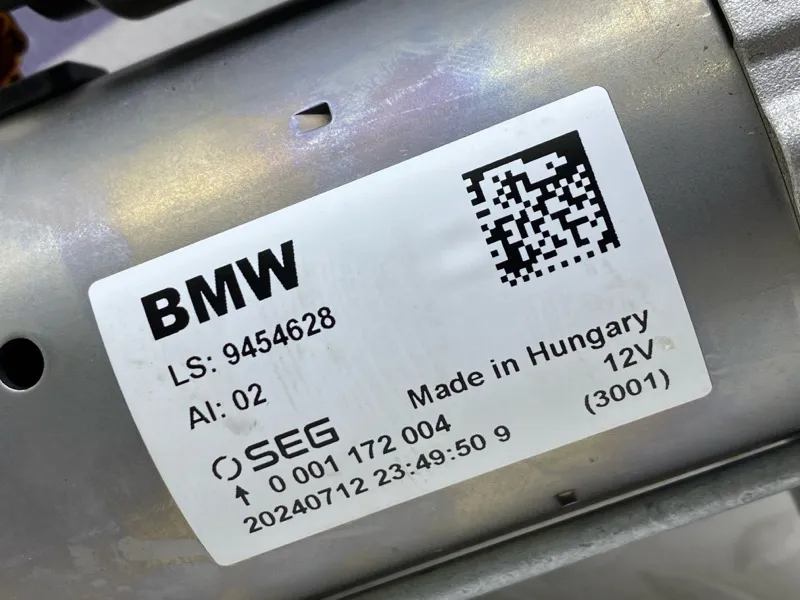 BMW
LS: 9454628
AI: 02
Made in Hungary
12V
SEG
0 001 172 004
(3001)
20240712 23:49:50 9